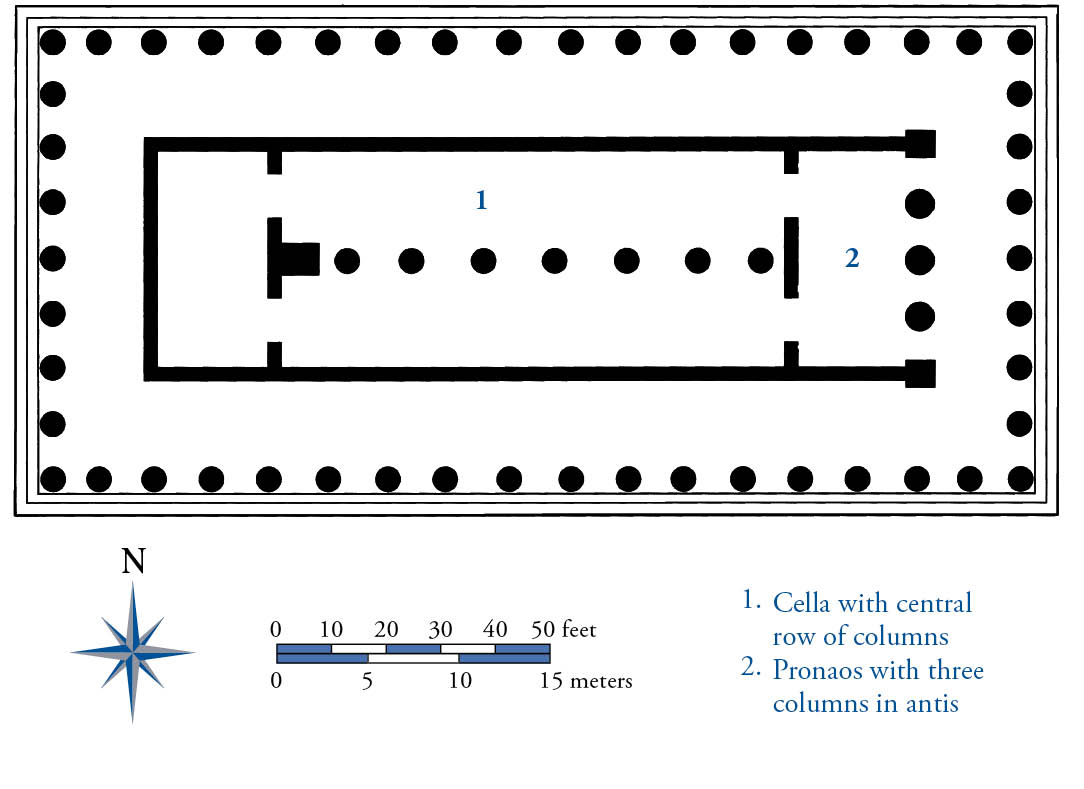 1
2
N
0 10 20 30 40 50 feet
0 5 10 15 meters
1. Cella with central
row of columns
2. Pronaos with three
columns in antis